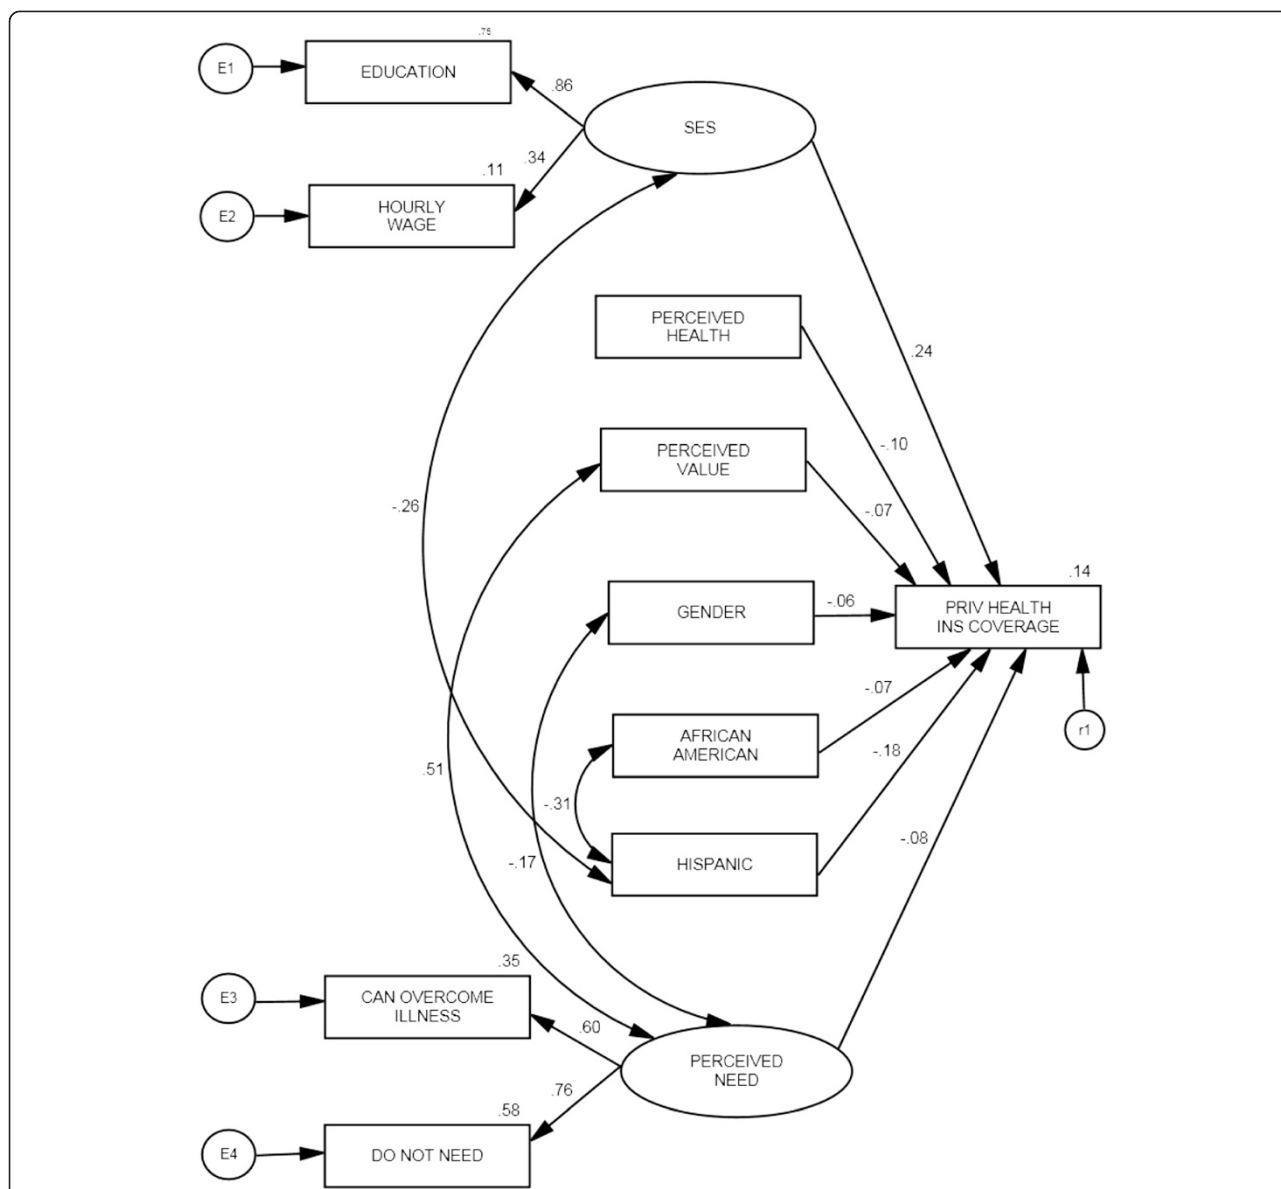 .75
E1
EDUCATION
.86
SES
.34
.11
E2
HOURLY
WAGE
PERCEIVED
HEALTH
.24
-.10
PERCEIVED
VALUE
-.26
-.07
.14
GENDER
-.06
PRIV HEALTH
INS COVERAGE
-.07
AFRICAN
AMERICAN
r1
-.18
.51
-.31
-.08
-.17
HISPANIC
.35
E3
CAN OVERCOME
ILLNESS
.60
PERCEIVED
NEED
.76
.58
E4
DO NOT NEED